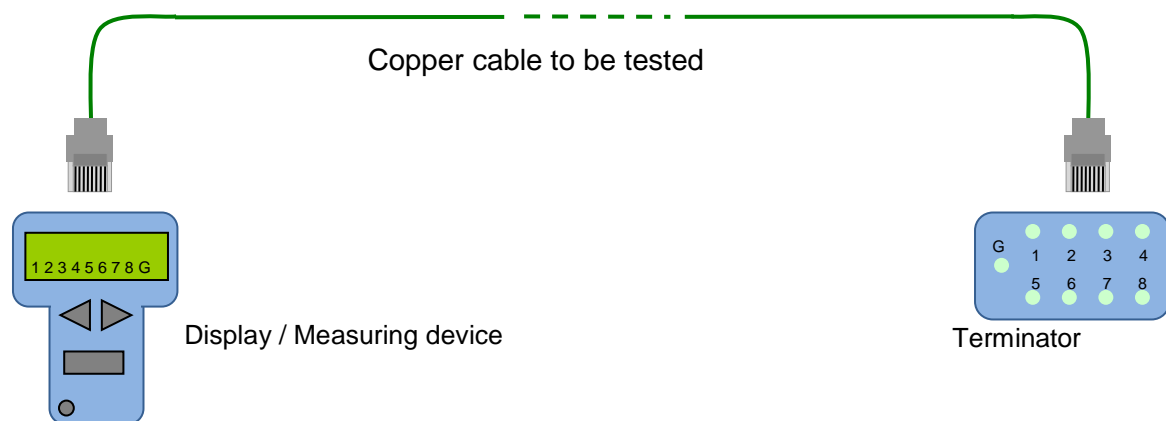 Copper cable to be tested
1 2 3 4 5 6 7 8 G
G
1 2 3 4
5 6 7 8
Display / Measuring device
Terminator